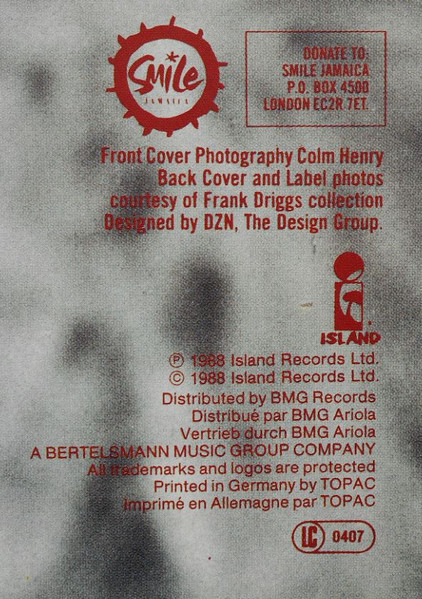 SMiLe
JAMAICA
DONATE TO:
SMILE JAMAICA
P.O. BOX 4500
LONDON EC2R 7ET.
Front Cover Photography Colm Henry
Back Cover and Label photos
courtesy of Frank Driggs collection
Designed by DZN, The Design Group.
ISLAND
℗ 1988 Island Records Ltd.
© 1988 Island Records Ltd.
Distributed by BMG Records
Distribué par BMG Ariola
Vertrieb durch BMG Ariola
A BERTELSMANN MUSIC GROUP COMPANY
All trademarks and logos are protected
Printed in Germany by TOPAC
Imprimé en Allemagne par TOPAC
LC 0407